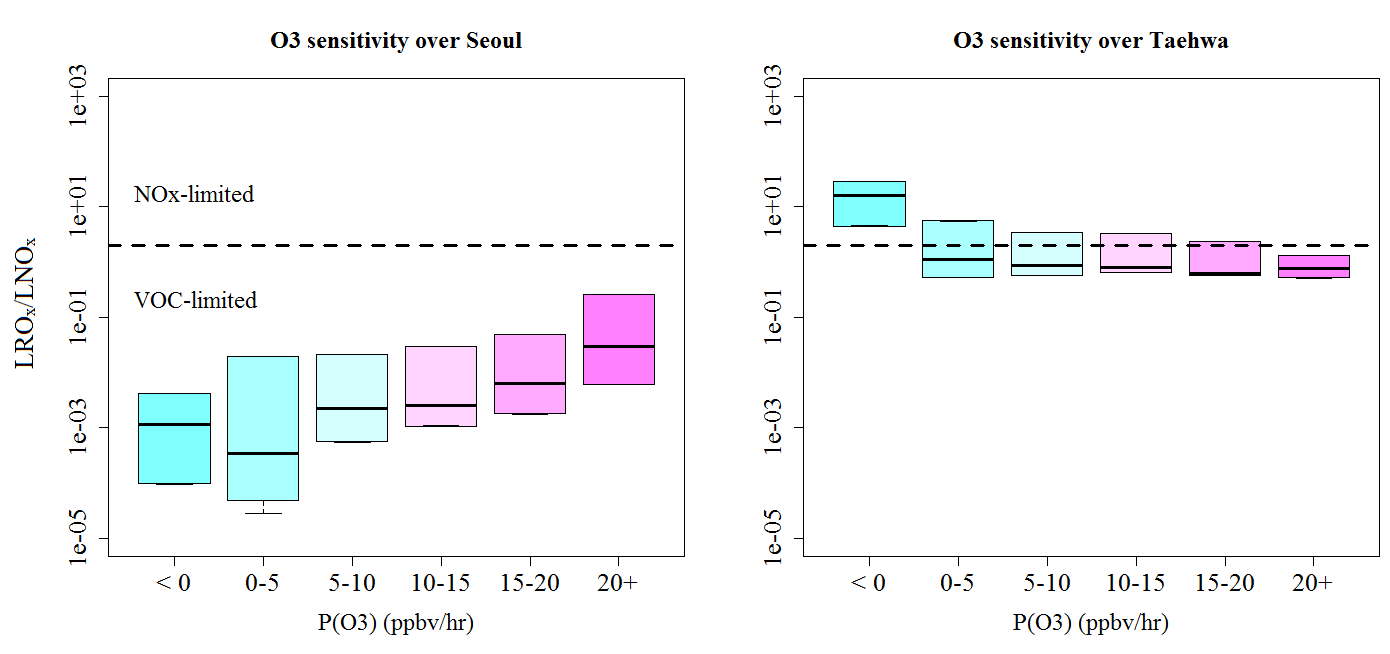 O3 sensitivity over Seoul
LROₓ/LNOₓ
1e+03
1e+01
1e-01
1e-03
1e-05
NOx-limited
VOC-limited
< 0
0-5
5-10
10-15
15-20
20+
P(O3) (ppbv/hr)
O3 sensitivity over Taehwa
1e+03
1e+01
1e-01
1e-03
1e-05
< 0
0-5
5-10
10-15
15-20
20+
P(O3) (ppbv/hr)